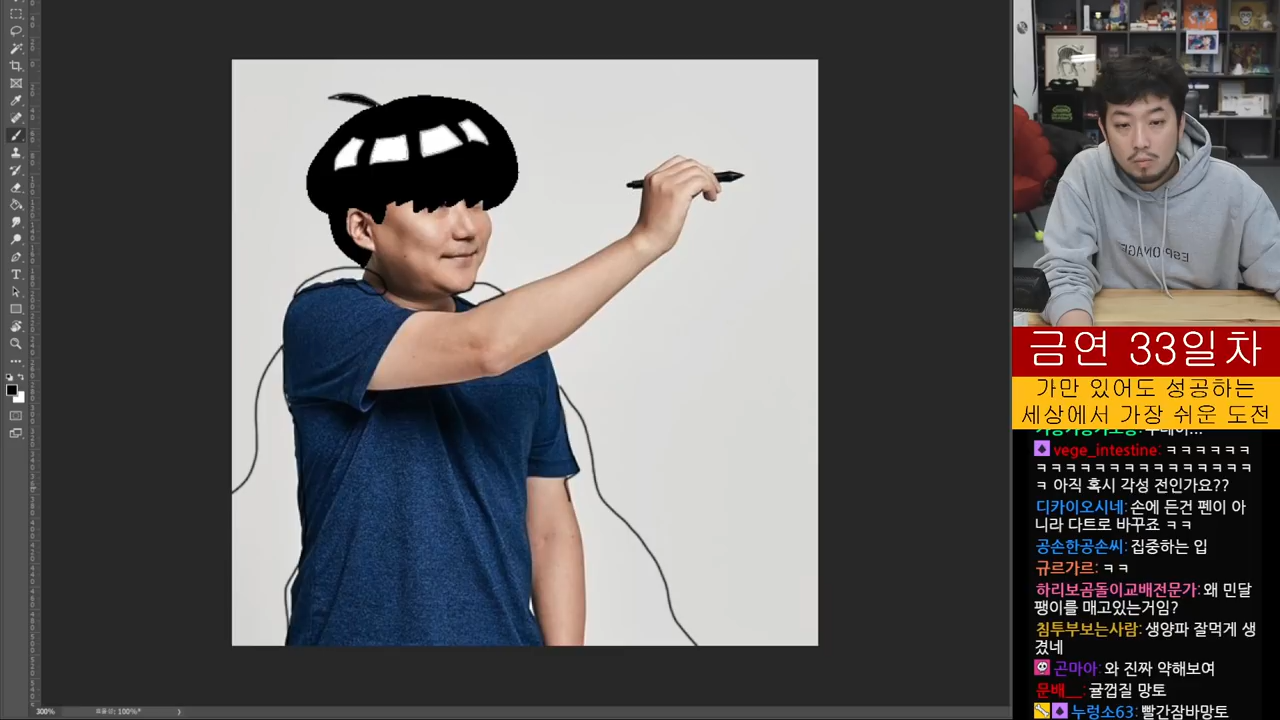 ESPIONAGE
금연 33일차
가만 있어도 성공하는
세상에서 가장 쉬운 도전
vege_intestine: ㅋㅋㅋㅋㅋㅋ
ㅋㅋㅋㅋㅋㅋㅋㅋㅋㅋㅋㅋㅋㅋㅋ
ㅋ 아직 혹시 각성 전인가요??
디카이오시네: 손에 든건 펜이 아
니라 다트로 바꾸죠 ㅋㅋ
공손한공손씨: 집중하는 입
규르가르: ㅋㅋ
하리보곰돌이교배전문가: 왜 민달
팽이를 매고있는거임?
침투부보는사람: 생양파 잘먹게 생
겼네
곤마아: 와 진짜 약해보여
문배__: 귤껍질 망토
누렁소63: 빨간잠바망토
300%
100%